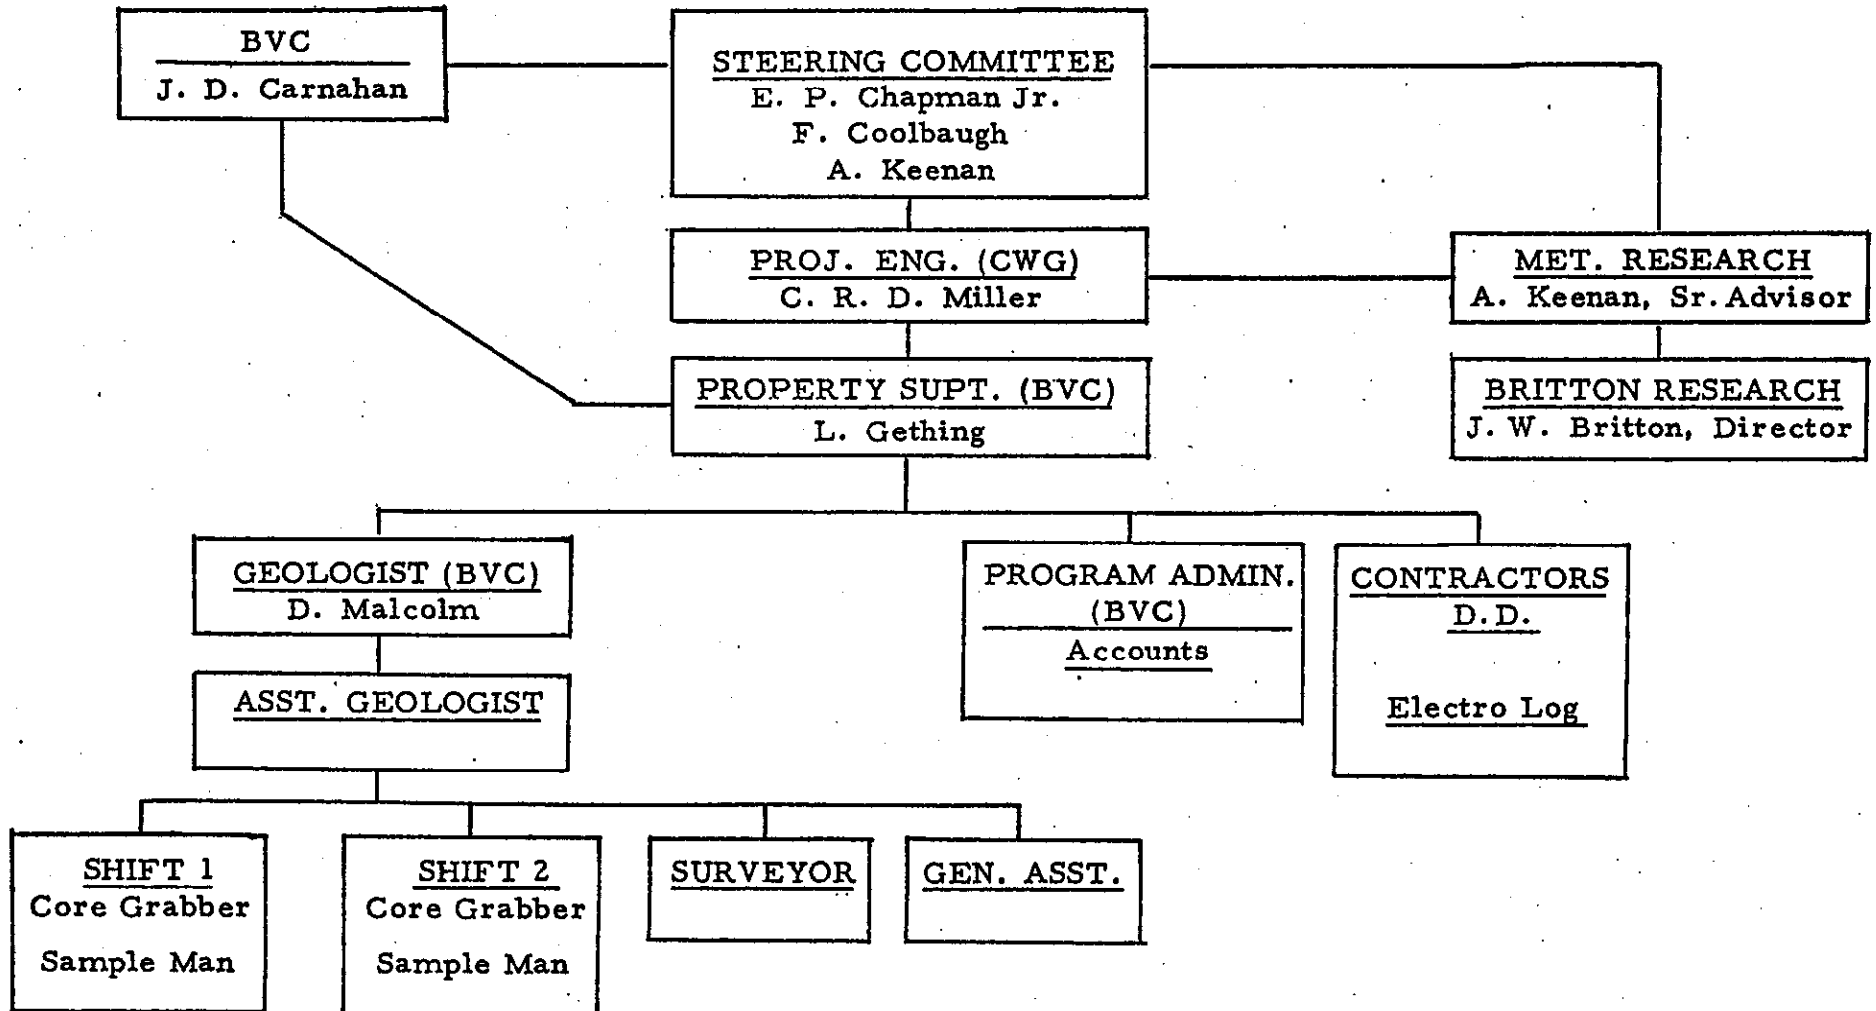 BVC
J. D. Carnahan
STEERING COMMITTEE
E. P. Chapman Jr.
F. Coolbaugh
A. Keenan
PROJ. ENG. (CWG)
C. R. D. Miller
MET. RESEARCH
A. Keenan, Sr. Advisor
PROPERTY SUPT. (BVC)
L. Gething
BRITTON RESEARCH
J. W. Britton, Director
GEOLOGIST (BVC)
D. Malcolm
PROGRAM ADMIN.
(BVC)
Accounts
CONTRACTORS
D.D.
Electro Log
ASST. GEOLOGIST
SHIFT 1
Core Grabber
Sample Man
SHIFT 2
Core Grabber
Sample Man
SURVEYOR
GEN. ASST.